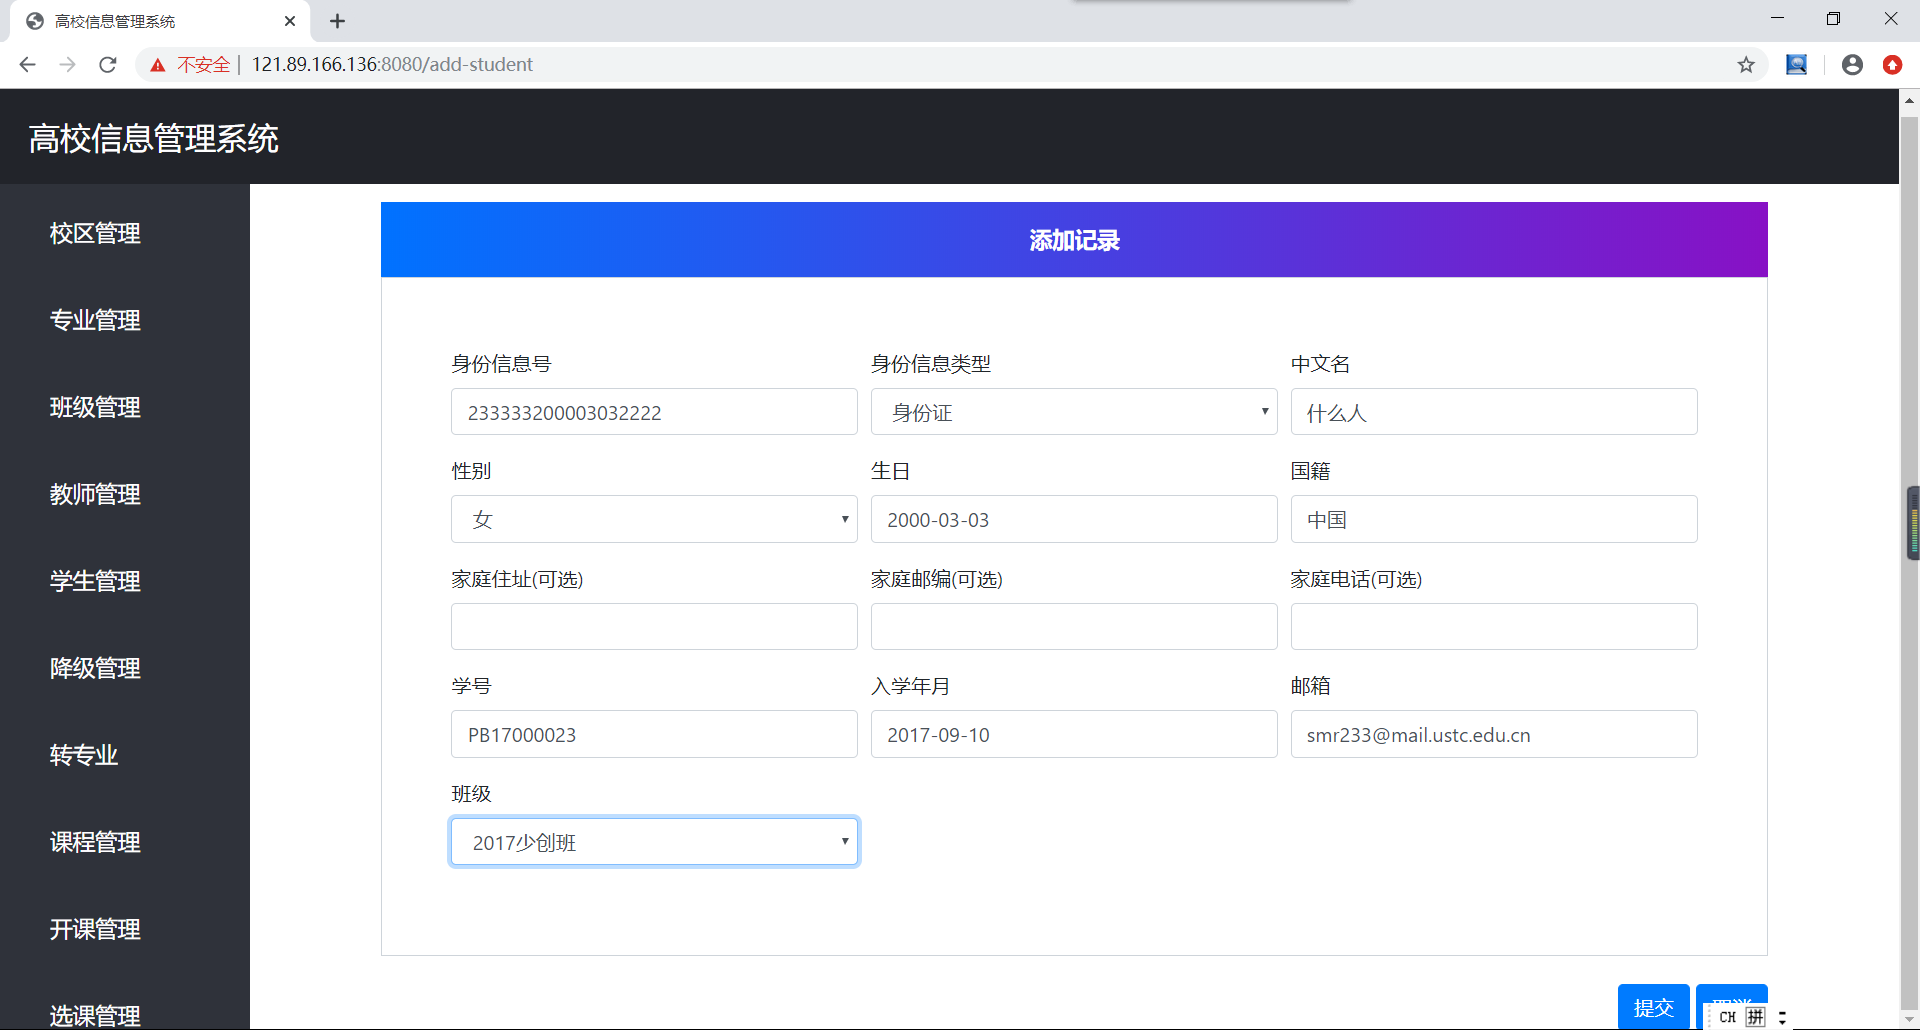 高校信息管理系统
不安全 | 121.89.166.136:8080/add-student
高校信息管理系统
校区管理
专业管理
班级管理
教师管理
学生管理
降级管理
转专业
课程管理
开课管理
选课管理
添加记录
身份信息号 身份信息类型 中文名
233333200003032222 身份证 什么人
性别 生日 国籍
女 2000-03-03 中国
家庭住址(可选) 家庭邮编(可选) 家庭电话(可选)
学号 入学年月 邮箱
PB17000023 2017-09-10 smr233@mail.ustc.edu.cn
班级
2017少创班
提交
CH 拼